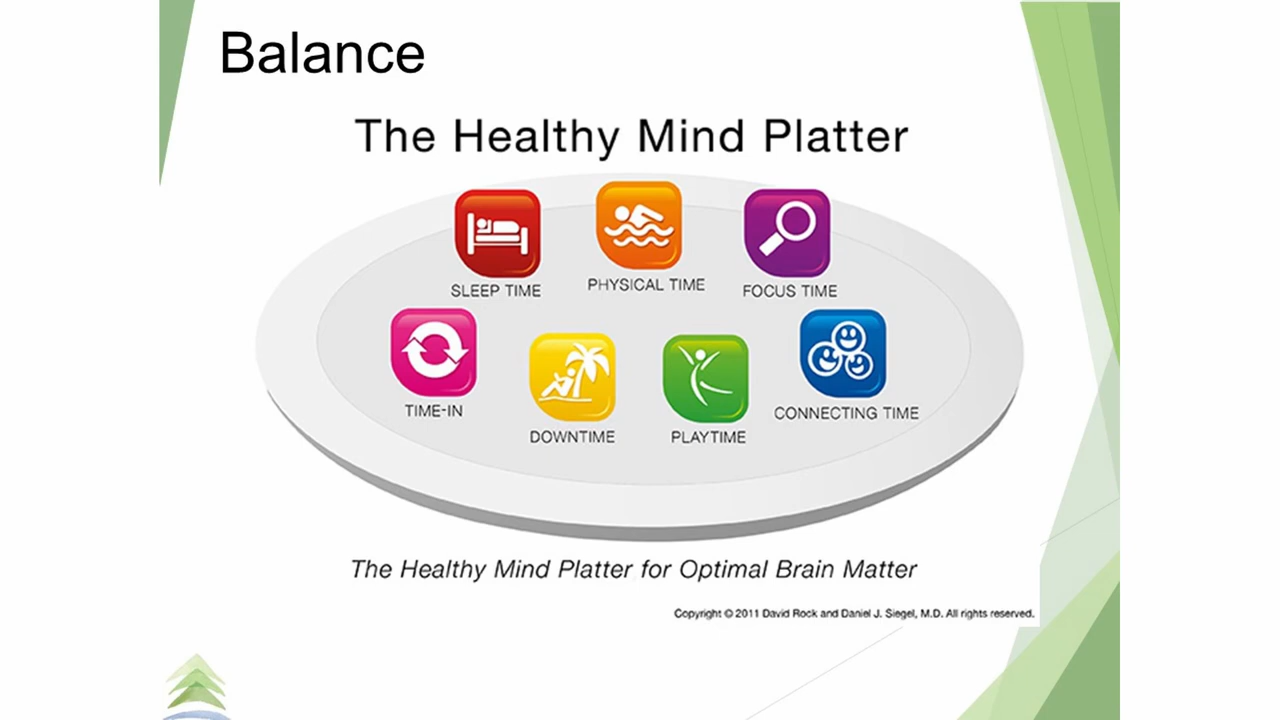 Balance
The Healthy Mind Platter
SLEEP TIME
PHYSICAL TIME
FOCUS TIME
TIME-IN
DOWNTIME
PLAYTIME
CONNECTING TIME
The Healthy Mind Platter for Optimal Brain Matter
Copyright © 2011 David Rock and Daniel J. Siegel, M.D. All rights reserved.